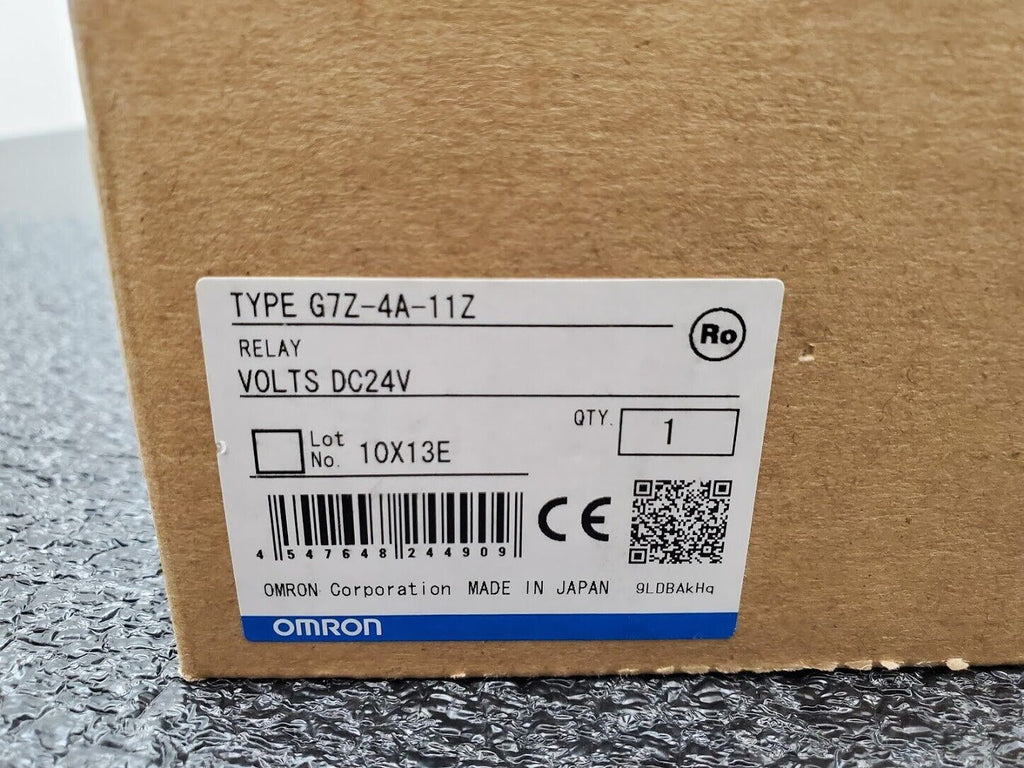 TYPE G7Z-4A-11Z
Ro
RELAY
VOLTS DC24V
QTY. 1
Lot
No. 10X13E
4 547648 244909
CE
OMRON Corporation MADE IN JAPAN 9LDBAkHq
OMRON